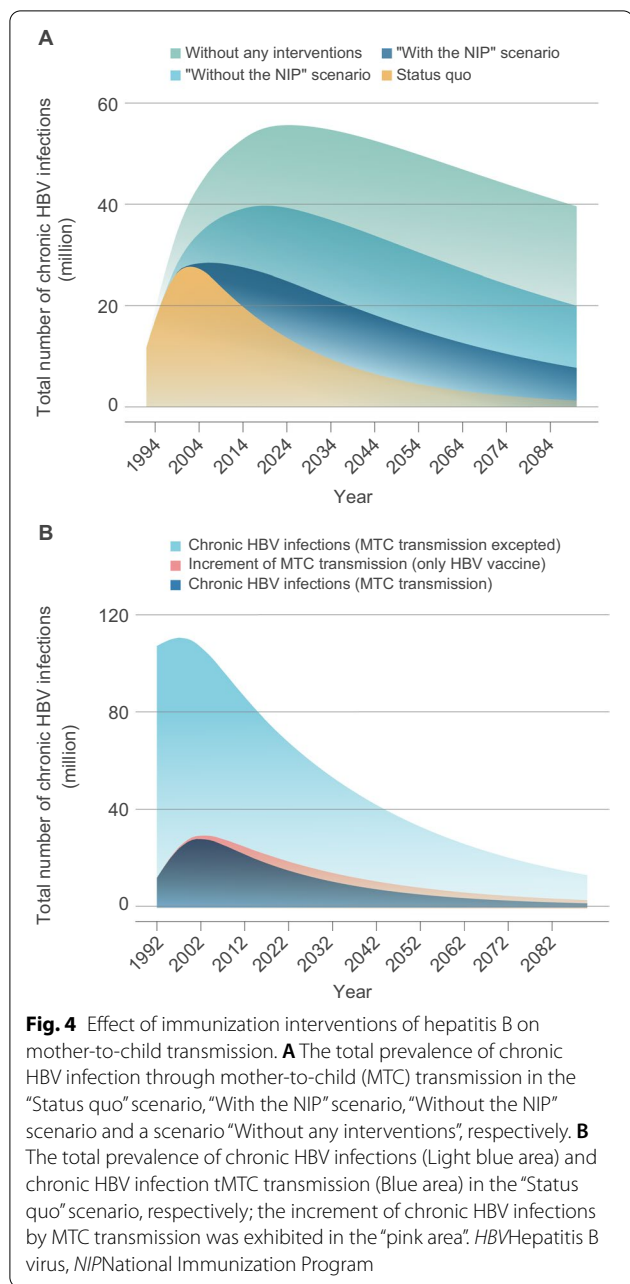 A
Without any interventions "With the NIP" scenario
"Without the NIP" scenario Status quo
Total number of chronic HBV infections
(million)
60
40
20
0
1994 2004 2014 2024 2034 2044 2054 2064 2074 2084
Year
B
Chronic HBV infections (MTC transmission excepted)
Increment of MTC transmission (only HBV vaccine)
Chronic HBV infections (MTC transmission)
Total number of chronic HBV infections
(million)
120
80
40
0
1992 2002 2012 2022 2032 2042 2052 2062 2072 2082
Year
Fig. 4 Effect of immunization interventions of hepatitis B on
mother-to-child transmission. A The total prevalence of chronic
HBV infection through mother-to-child (MTC) transmission in the
"Status quo" scenario, "With the NIP" scenario, "Without the NIP"
scenario and a scenario "Without any interventions", respectively. B
The total prevalence of chronic HBV infections (Light blue area) and
chronic HBV infection tMTC transmission (Blue area) in the "Status
quo" scenario, respectively; the increment of chronic HBV infections
by MTC transmission was exhibited in the "pink area". HBVHepatitis B
virus, NIPNational Immunization Program